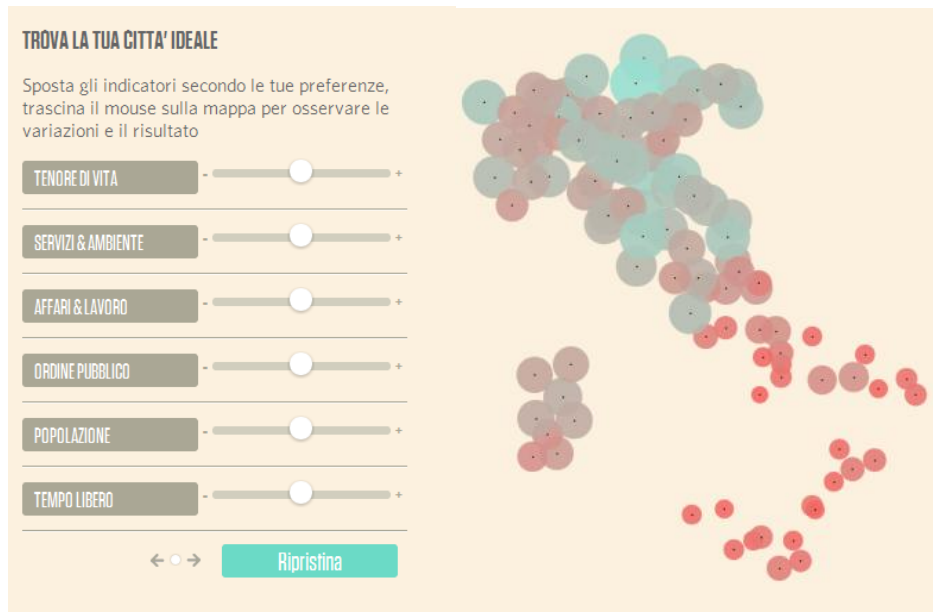 TROVA LA TUA CITTA' IDEALE
Sposta gli indicatori secondo le tue preferenze,
trascina il mouse sulla mappa per osservare le
variazioni e il risultato
TENORE DI VITA - +
SERVIZI & AMBIENTE - +
AFFARI & LAVORO - +
ORDINE PUBBLICO - +
POPOLAZIONE - +
TEMPO LIBERO - +
Ripristina